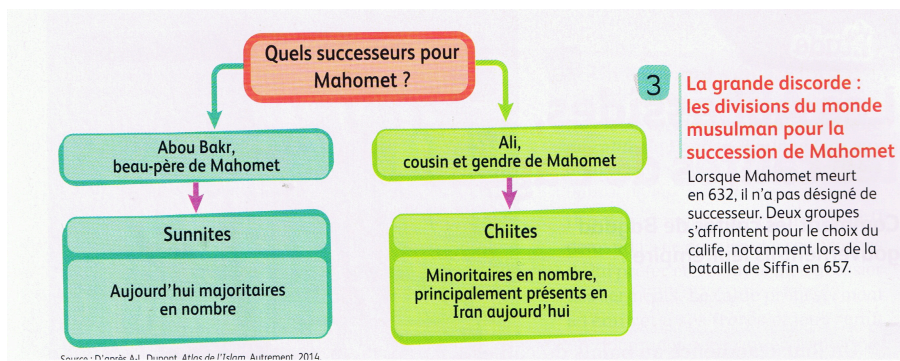 Quels successeurs pour
Mahomet ?
Abou Bakr,
beau-père de Mahomet
Ali,
cousin et gendre de Mahomet
Sunnites
Aujourd'hui majoritaires
en nombre
Chiites
Minoritaires en nombre,
principalement présents en
Iran aujourd'hui
Source : D'après A-L. Dupont, Atlas de l'Islam, Autrement, 2014.
3
La grande discorde :
les divisions du monde
musulman pour la
succession de Mahomet
Lorsque Mahomet meurt
en 632, il n'a pas désigné de
successeur. Deux groupes
s'affrontent pour le choix du
calife, notamment lors de la
bataille de Siffin en 657.